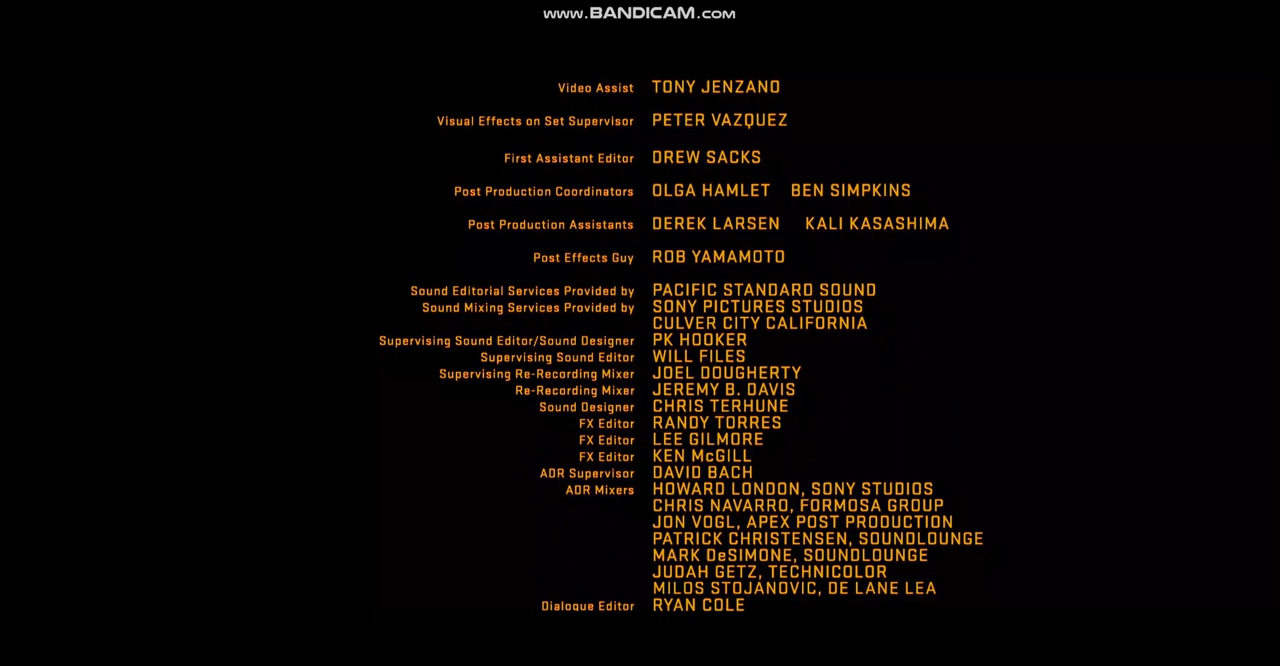 www.BANDICAM.com
Video Assist TONY JENZANO
Visual Effects on Set Supervisor PETER VAZQUEZ
First Assistant Editor DREW SACKS
Post Production Coordinators OLGA HAMLET BEN SIMPKINS
Post Production Assistants DEREK LARSEN KALI KASASHIMA
Post Effects Guy ROB YAMAMOTO
Sound Editorial Services Provided by PACIFIC STANDARD SOUND
Sound Mixing Services Provided by SONY PICTURES STUDIOS
CULVER CITY CALIFORNIA
Supervising Sound Editor/Sound Designer PK HOOKER
Supervising Sound Editor WILL FILES
Supervising Re-Recording Mixer JOEL DOUGHERTY
Re-Recording Mixer JEREMY B. DAVIS
Sound Designer CHRIS TERHUNE
FX Editor RANDY TORRES
FX Editor LEE GILMORE
FX Editor KEN McGILL
ADR Supervisor DAVID BACH
ADR Mixers HOWARD LONDON, SONY STUDIOS
CHRIS NAVARRO, FORMOSA GROUP
JON VOGL, APEX POST PRODUCTION
PATRICK CHRISTENSEN, SOUNDLOUNGE
MARK DeSIMONE, SOUNDLOUNGE
JUDAH GETZ, TECHNICOLOR
MILOS STOJANOVIC, DE LANE LEA
Dialogue Editor RYAN COLE